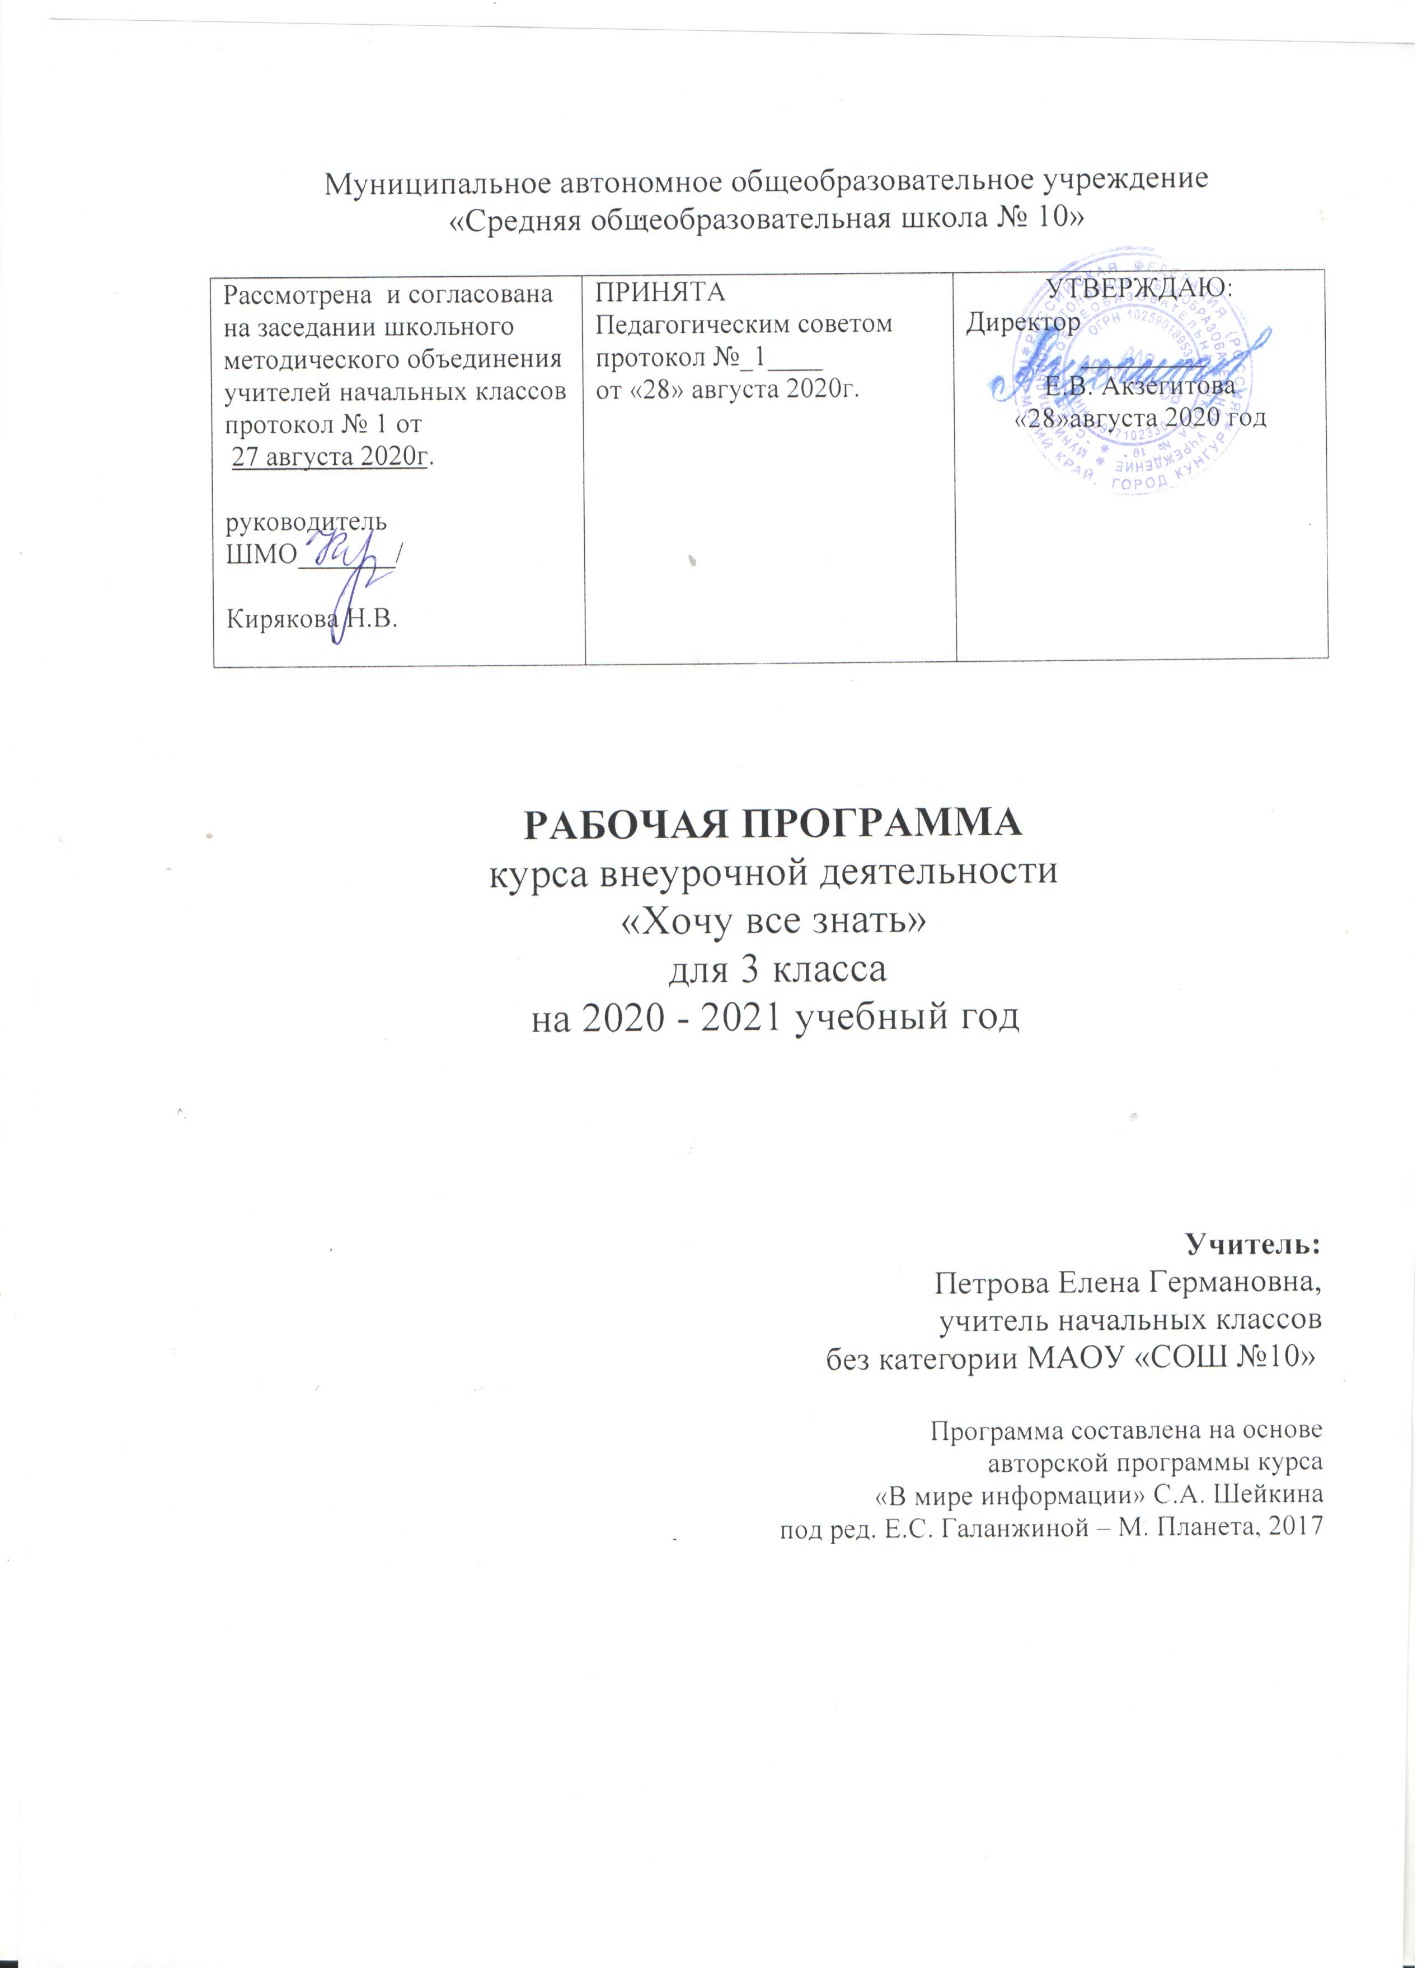 Муниципальное автономное общеобразовательное учреждение
«Средняя общеобразовательная школа № 10»
Рассмотрена и согласована
на заседании школьного
методического объединения
учителей начальных классов
протокол № 1 от
27 августа 2020г.
руководитель
ШМО_______/
Кирякова Н.В.
ПРИНЯТА
Педагогическим советом
протокол №_1____
от «28» августа 2020г.
УТВЕРЖДАЮ:
Директор
Е.В. Акзегитова
«28»августа 2020 год
ГОРОД КУНГУР
РАБОЧАЯ ПРОГРАММА
курса внеурочной деятельности
«Хочу все знать»
для 3 класса
на 2020 - 2021 учебный год
Учитель:
Петрова Елена Германовна,
учитель начальных классов
без категории МАОУ «СОШ №10»
Программа составлена на основе
авторской программы курса
«В мире информации» С.А. Шейкина
под ред. Е.С. Галанжиной – М. Планета, 2017